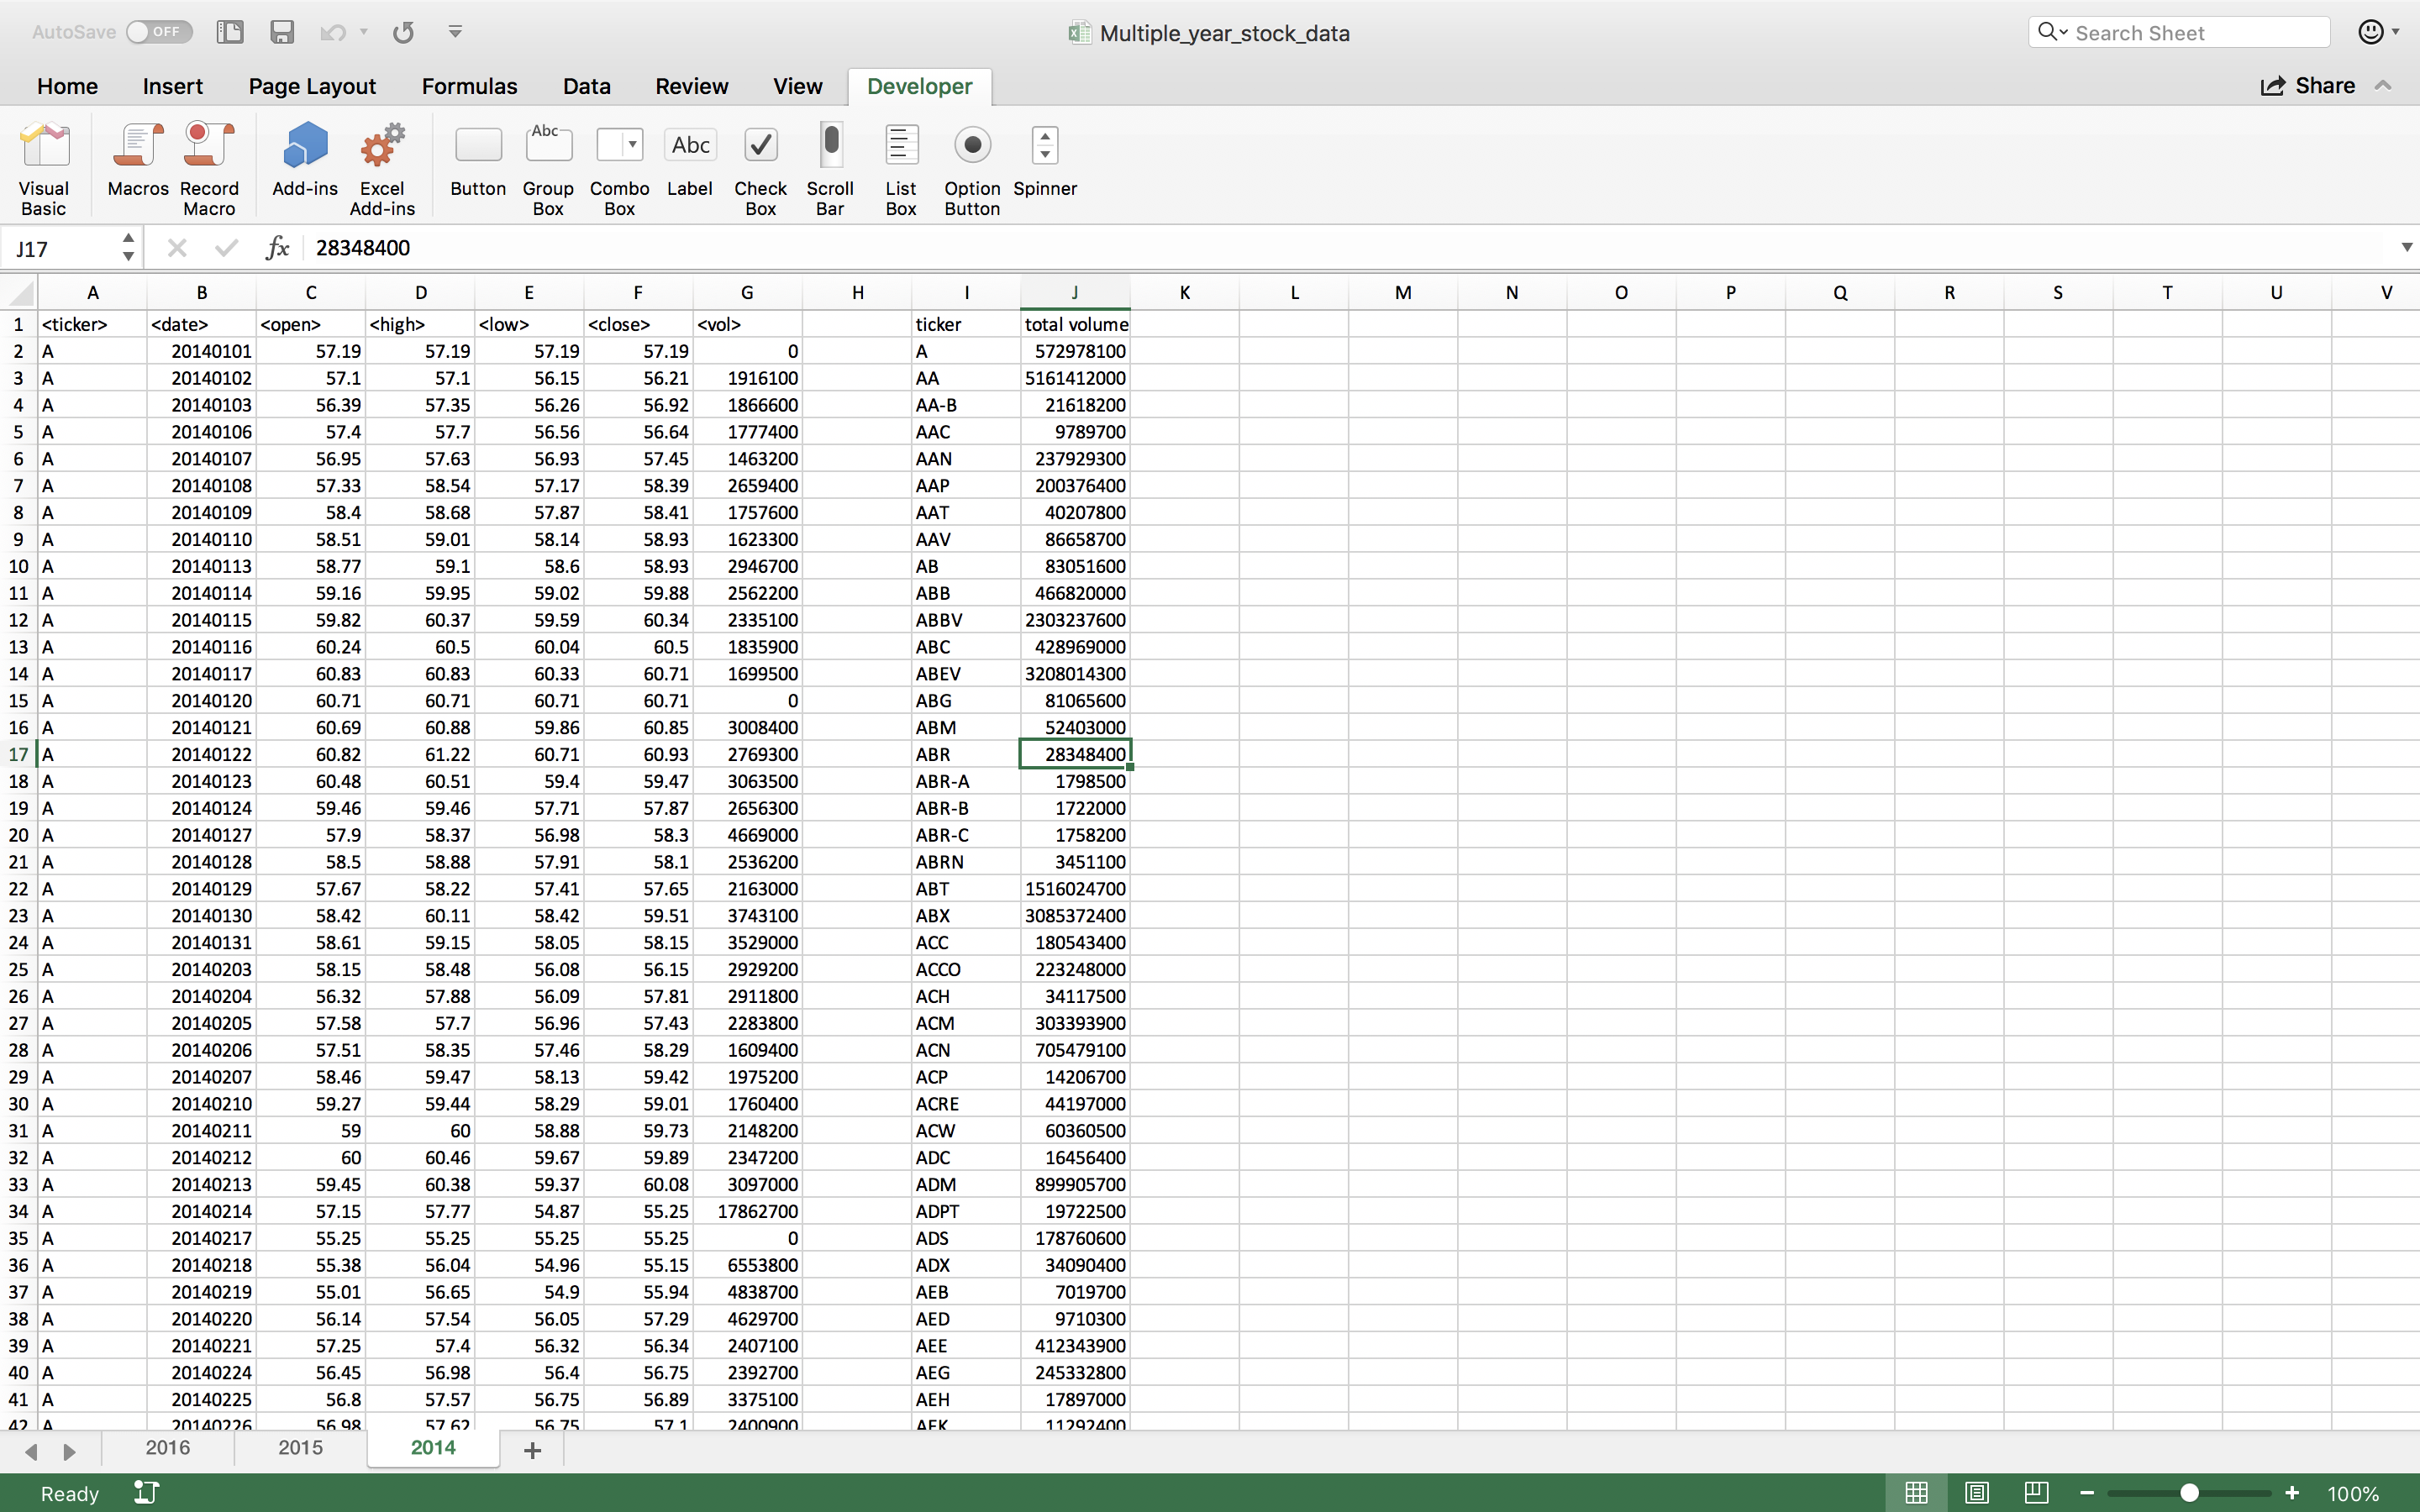 AutoSave OFF Multiple_year_stock_data Search Sheet
Home Insert Page Layout Formulas Data Review View Developer Share
Visual Basic Macros Record Macro Add-ins Excel Add-ins Button Group Box Combo Box Label Check Box Scroll Bar List Box Option Button Spinner
Abc Abc
J17 fx 28348400
A B C D E F G H I J K L M N O P Q R S T U V
1 <ticker> <date> <open> <high> <low> <close> <vol> ticker total volume
2 A 20140101 57.19 57.19 57.19 57.19 0 A 572978100
3 A 20140102 57.1 57.1 56.15 56.21 1916100 AA 5161412000
4 A 20140103 56.39 57.35 56.26 56.92 1866600 AA-B 21618200
5 A 20140106 57.4 57.7 56.56 56.64 1777400 AAC 9789700
6 A 20140107 56.95 57.63 56.93 57.45 1463200 AAN 237929300
7 A 20140108 57.33 58.54 57.17 58.39 2659400 AAP 200376400
8 A 20140109 58.4 58.68 57.87 58.41 1757600 AAT 40207800
9 A 20140110 58.51 59.01 58.14 58.93 1623300 AAV 86658700
10 A 20140113 58.77 59.1 58.6 58.93 2946700 AB 83051600
11 A 20140114 59.16 59.95 59.02 59.88 2562200 ABB 466820000
12 A 20140115 59.82 60.37 59.59 60.34 2335100 ABBV 2303237600
13 A 20140116 60.24 60.5 60.04 60.5 1835900 ABC 428969000
14 A 20140117 60.83 60.83 60.33 60.71 1699500 ABEV 3208014300
15 A 20140120 60.71 60.71 60.71 60.71 0 ABG 81065600
16 A 20140121 60.69 60.88 59.86 60.85 3008400 ABM 52403000
17 A 20140122 60.82 61.22 60.71 60.93 2769300 ABR 28348400
18 A 20140123 60.48 60.51 59.4 59.47 3063500 ABR-A 1798500
19 A 20140124 59.46 59.46 57.71 57.87 2656300 ABR-B 1722000
20 A 20140127 57.9 58.37 56.98 58.3 4669000 ABR-C 1758200
21 A 20140128 58.5 58.88 57.91 58.1 2536200 ABRN 3451100
22 A 20140129 57.67 58.22 57.41 57.65 2163000 ABT 1516024700
23 A 20140130 58.42 60.11 58.42 59.51 3743100 ABX 3085372400
24 A 20140131 58.61 59.15 58.05 58.15 3529000 ACC 180543400
25 A 20140203 58.15 58.48 56.08 56.15 2929200 ACCO 223248000
26 A 20140204 56.32 57.88 56.09 57.81 2911800 ACH 34117500
27 A 20140205 57.58 57.7 56.96 57.43 2283800 ACM 303393900
28 A 20140206 57.51 58.35 57.46 58.29 1609400 ACN 705479100
29 A 20140207 58.46 59.47 58.13 59.42 1975200 ACP 14206700
30 A 20140210 59.27 59.44 58.29 59.01 1760400 ACRE 44197000
31 A 20140211 59 60 58.88 59.73 2148200 ACW 60360500
32 A 20140212 60 60.46 59.67 59.89 2347200 ADC 16456400
33 A 20140213 59.45 60.38 59.37 60.08 3097000 ADM 899905700
34 A 20140214 57.15 57.77 54.87 55.25 17862700 ADPT 19722500
35 A 20140217 55.25 55.25 55.25 55.25 0 ADS 178760600
36 A 20140218 55.38 56.04 54.96 55.15 6553800 ADX 34090400
37 A 20140219 55.01 56.65 54.9 55.94 4838700 AEB 7019700
38 A 20140220 56.14 57.54 56.05 57.29 4629700 AED 9710300
39 A 20140221 57.25 57.4 56.32 56.34 2407100 AEE 412343900
40 A 20140224 56.45 56.98 56.4 56.75 2392700 AEG 245332800
41 A 20140225 56.8 57.57 56.75 56.89 3375100 AEH 17897000
42 A 20140226 56.98 57.62 56.75 57.1 2400900 AEK 11292400
2016 2015 2014
Ready 100%